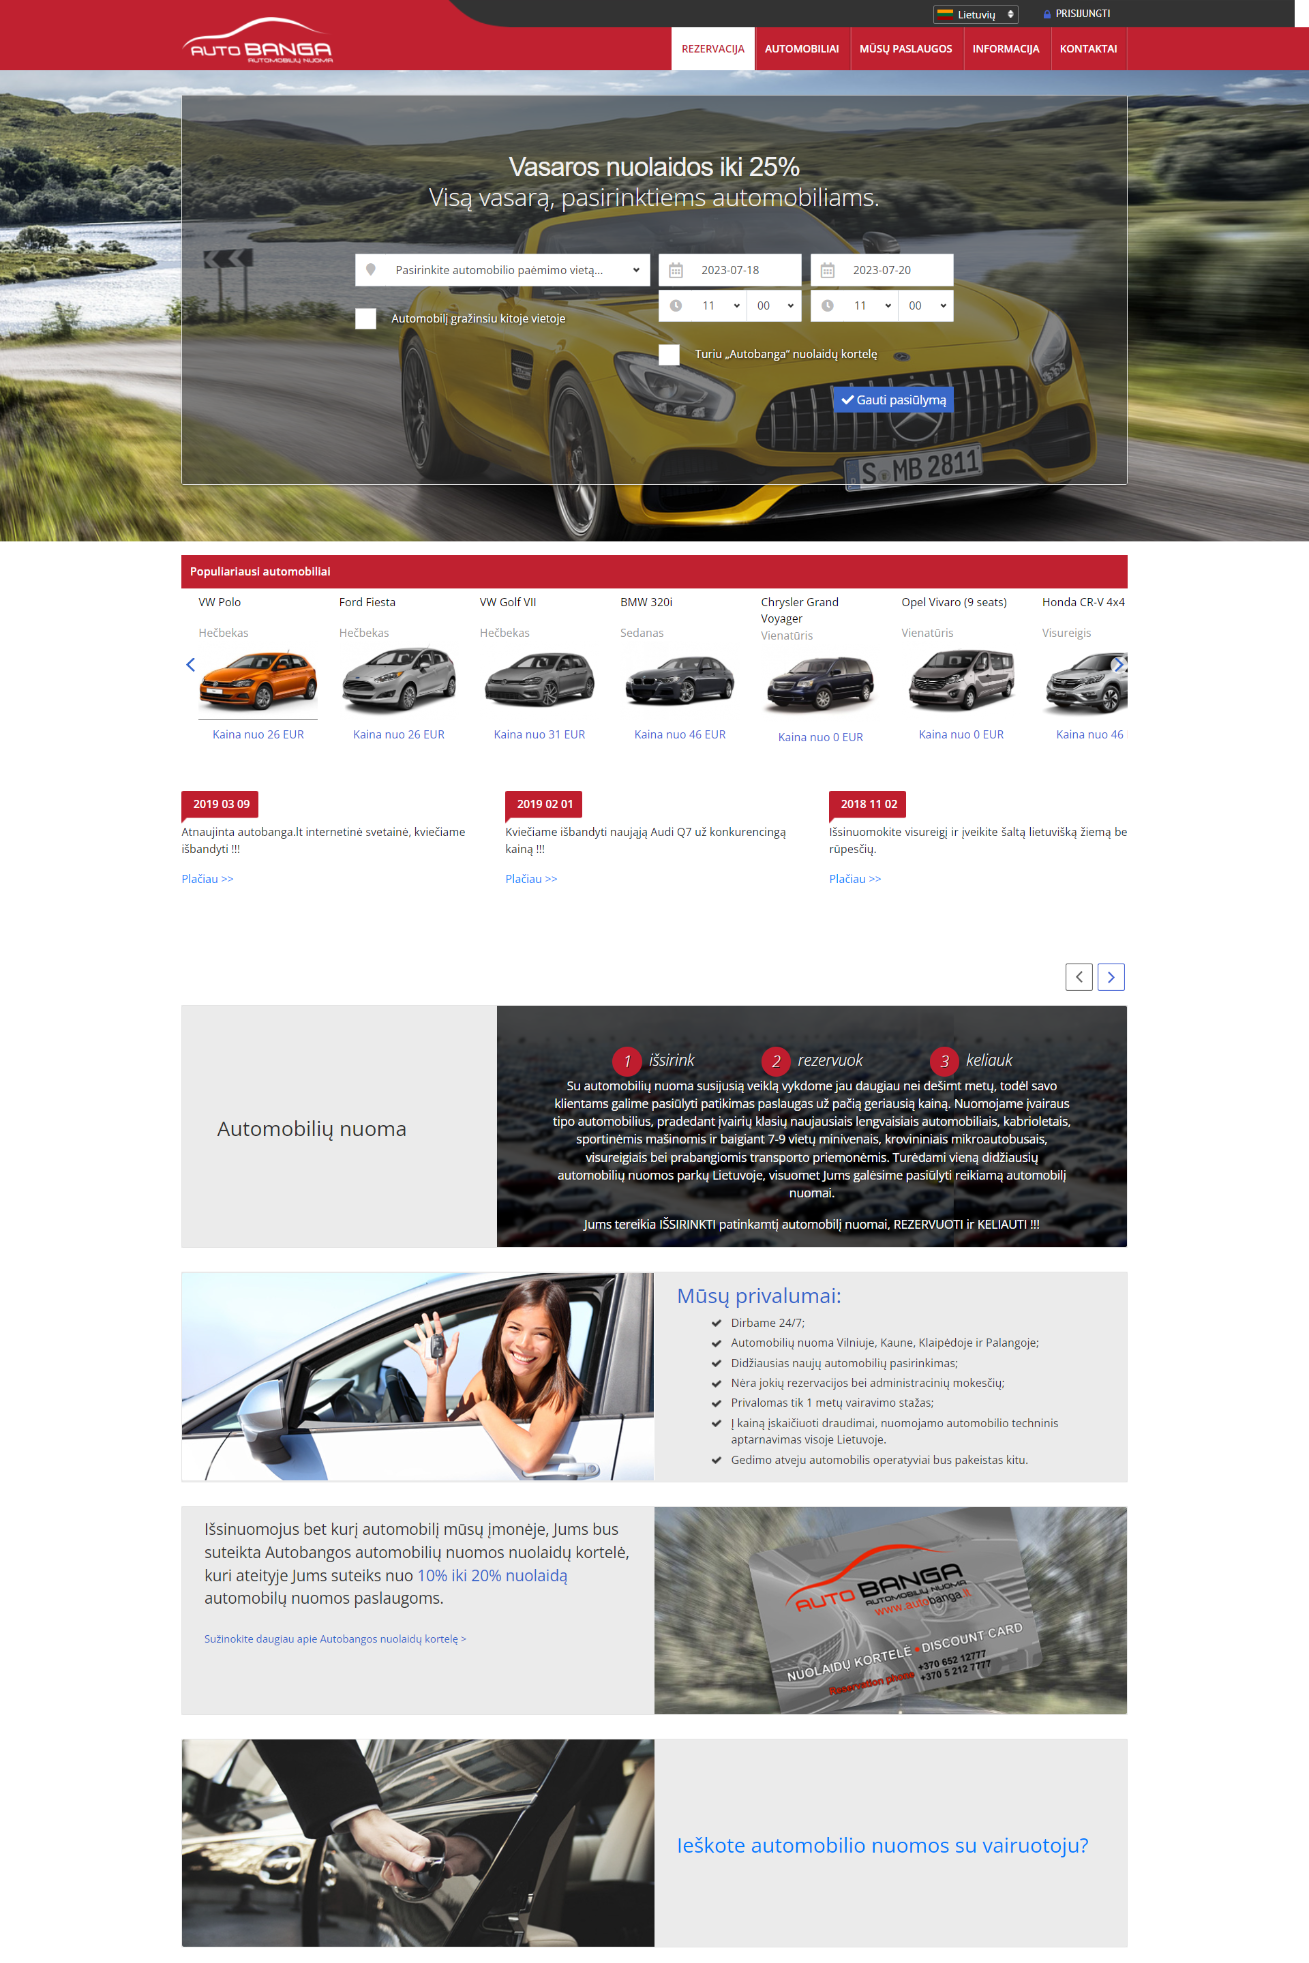 Lietuvių
PRISIJUNGTI
AUTO BANGA
AUTOMOBILIŲ NUOMA
REZERVACIJA
AUTOMOBILIAI
MŪSŲ PASLAUGOS
INFORMACIJA
KONTAKTAI
Vasaros nuolaidos iki 25%
Visą vasarą, pasirinktiems automobiliams.
Pasirinkite automobilio paėmimo vietą...
2023-07-18
2023-07-20
11 00
11 00
Automobilį gražinsiu kitoje vietoje
Turiu „Autobanga“ nuolaidų kortelę
Gauti pasiūlymą
S MB 2811
Populiariausi automobiliai
VW Polo
Hečbekas
Kaina nuo 26 EUR
Ford Fiesta
Hečbekas
Kaina nuo 26 EUR
VW Golf VII
Hečbekas
Kaina nuo 31 EUR
BMW 320i
Sedanas
Kaina nuo 46 EUR
Chrysler Grand
Voyager
Vienatūris
Kaina nuo 0 EUR
Opel Vivaro (9 seats)
Vienatūris
Kaina nuo 0 EUR
Honda CR-V 4x4
Visureigis
Kaina nuo 46
2019 03 09
Atnaujinta autobanga.lt internetinė svetainė, kviečiame
išbandyti !!!
Plačiau >>
2019 02 01
Kviečiame išbandyti naująją Audi Q7 už konkurencingą
kainą !!!
Plačiau >>
2018 11 02
Išsinuomokite visureigį ir įveikite šaltą lietuvišką žiemą be
rūpesčių.
Plačiau >>
Automobilių nuoma
1 išsirink
2 rezervuok
3 keliauk
Su automobilių nuoma susijusią veiklą vykdome jau daugiau nei dešimt metų, todėl savo
klientams galime pasiūlyti patikimas paslaugas už pačią geriausią kainą. Nuomojame įvairaus
tipo automobilius, pradedant įvairių klasių naujausiais lengvaisiais automobiliais, kabrioletais,
sportinėmis mašinomis ir baigiant 7-9 vietų minivenais, krovininiais mikroautobusais,
visureigiais bei prabangiomis transporto priemonėmis. Turėdami vieną didžiausių
automobilių nuomos parkų Lietuvoje, visuomet Jums galėsime pasiūlyti reikiamą automobilį
nuomai.
Jums tereikia IŠSIRINKTI patinkamtį automobilį nuomai, REZERVUOTI ir KELIAUTI !!!
Mūsų privalumai:
Dirbame 24/7;
Automobilių nuoma Vilniuje, Kaune, Klaipėdoje ir Palangoje;
Didžiausias naujų automobilių pasirinkimas;
Nėra jokių rezervacijos bei administracinių mokesčių;
Privalomas tik 1 metų vairavimo stažas;
Į kainą įskaičiuoti draudimai, nuomojamo automobilio techninis
aptarnavimas visoje Lietuvoje.
Gedimo atveju automobilis operatyviai bus pakeistas kitu.
Išsinuomojus bet kurį automobilį mūsų įmonėje, Jums bus
suteikta Autobangos automobilių nuomos nuolaidų kortelė,
kuri ateityje Jums suteiks nuo 10% iki 20% nuolaidą
automobilų nuomos paslaugoms.
Sužinokite daugiau apie Autobangos nuolaidų kortelę >
AUTO BANGA
AUTOMOBILIŲ NUOMA
www.autobanga.lt
NUOLAIDŲ KORTELĖ • DISCOUNT CARD
Reservation phone +370 652 12777
+370 5 212 7777
Ieškote automobilio nuomos su vairuotoju?